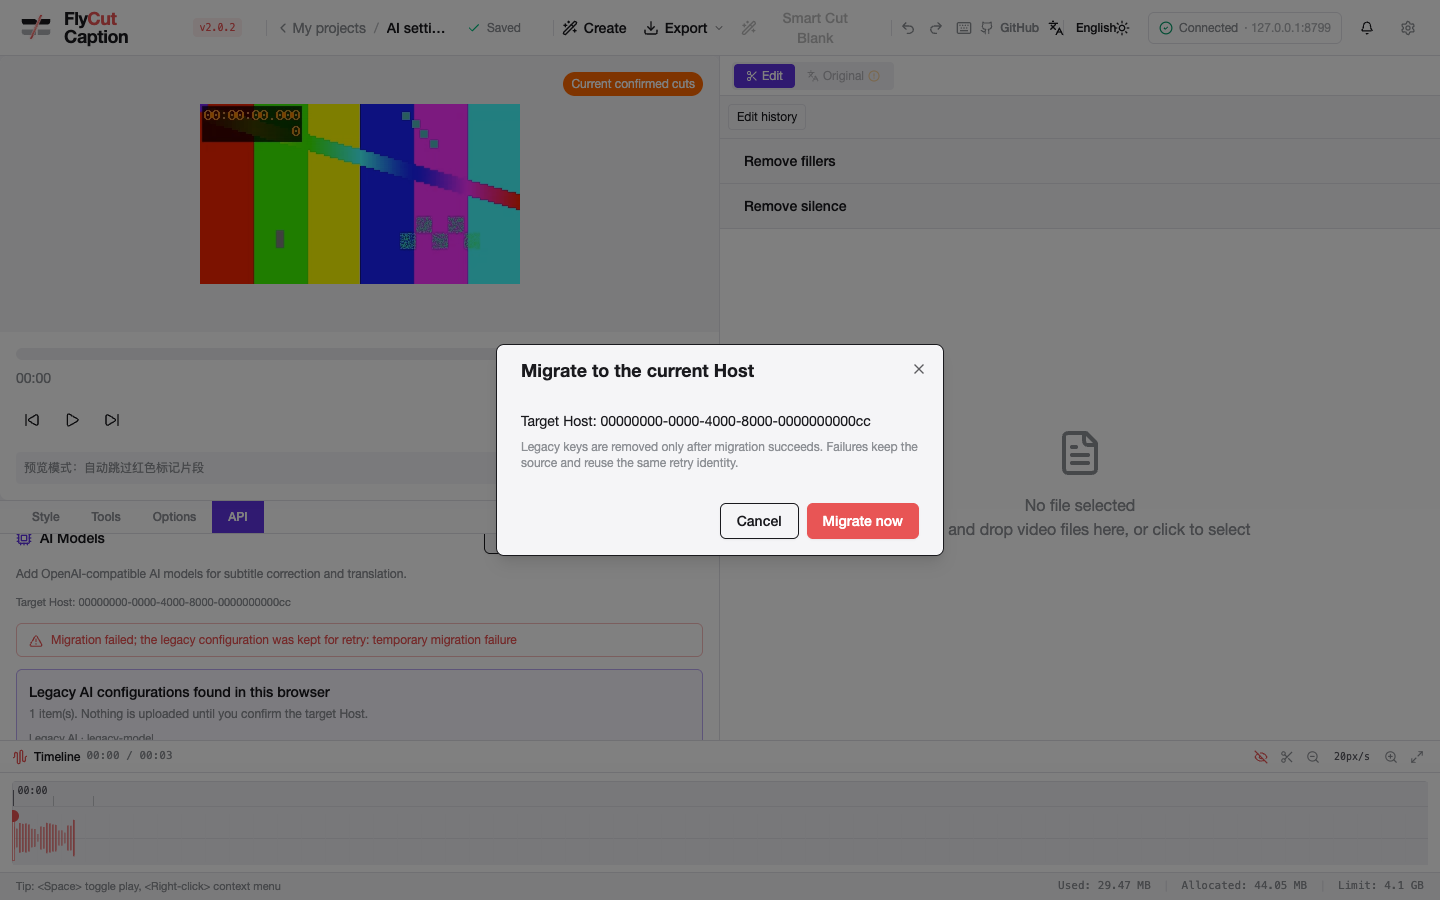 FlyCut
Caption
v2.0.2
My projects / AI setti...
Saved
Create
Export
Smart Cut
Blank
GitHub
English
Connected · 127.0.0.1:8799
Current confirmed cuts
00:00:00.000
0
Edit
Original
Edit history
Remove fillers
Remove silence
00:00
预览模式：自动跳过红色标记片段
Migrate to the current Host
Target Host: 00000000-0000-4000-8000-0000000000cc
Legacy keys are removed only after migration succeeds. Failures keep the
source and reuse the same retry identity.
Cancel
Migrate now
No file selected
and drop video files here, or click to select
Style
Tools
Options
API
AI Models
Add OpenAI-compatible AI models for subtitle correction and translation.
Target Host: 00000000-0000-4000-8000-0000000000cc
Migration failed; the legacy configuration was kept for retry: temporary migration failure
Legacy AI configurations found in this browser
1 item(s). Nothing is uploaded until you confirm the target Host.
Legacy AI · legacy-model
Timeline
00:00 / 00:03
20px/s
00:00
Tip: <Space> toggle play, <Right-click> context menu
Used: 29.47 MB
Allocated: 44.05 MB
Limit: 4.1 GB